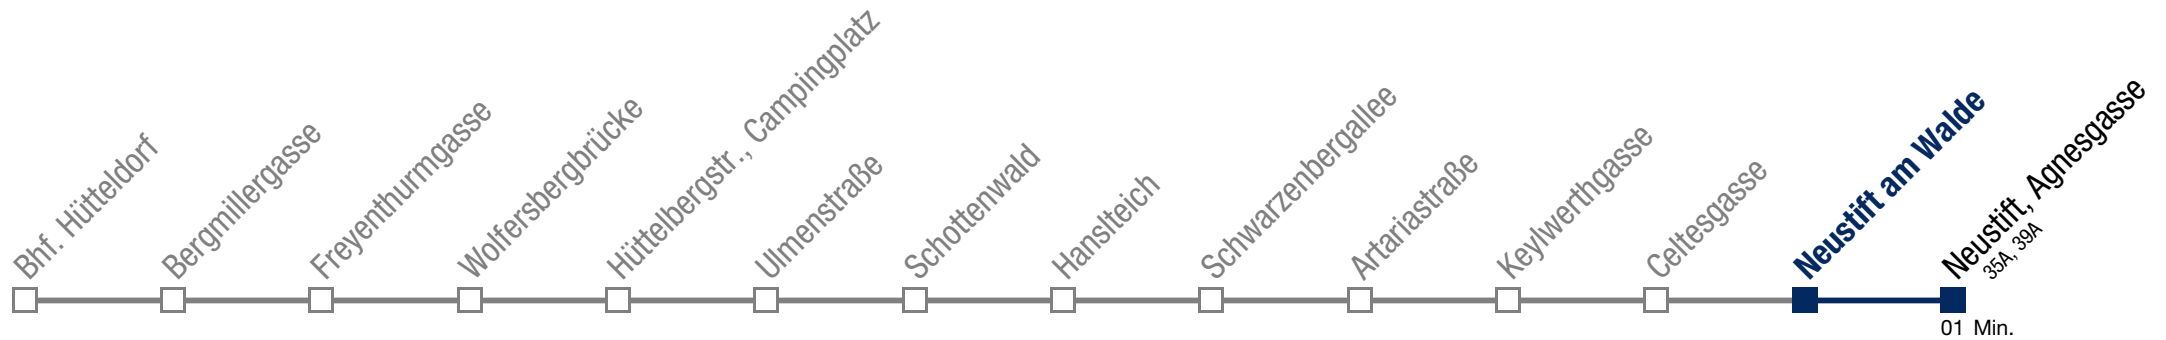 Bhf. Hütteldorf
Bergmillergasse
Freyenthurmgasse
Wolfersbergbrücke
Hüttelbergstr., Campingplatz
Ulmenstraße
Schottenwald
Hanslteich
Schwarzenbergallee
Artariastraße
Keylwerthgasse
Celtesgasse
Neustift am Walde
Neustift, Agnesgasse
35A, 39A
01 Min.